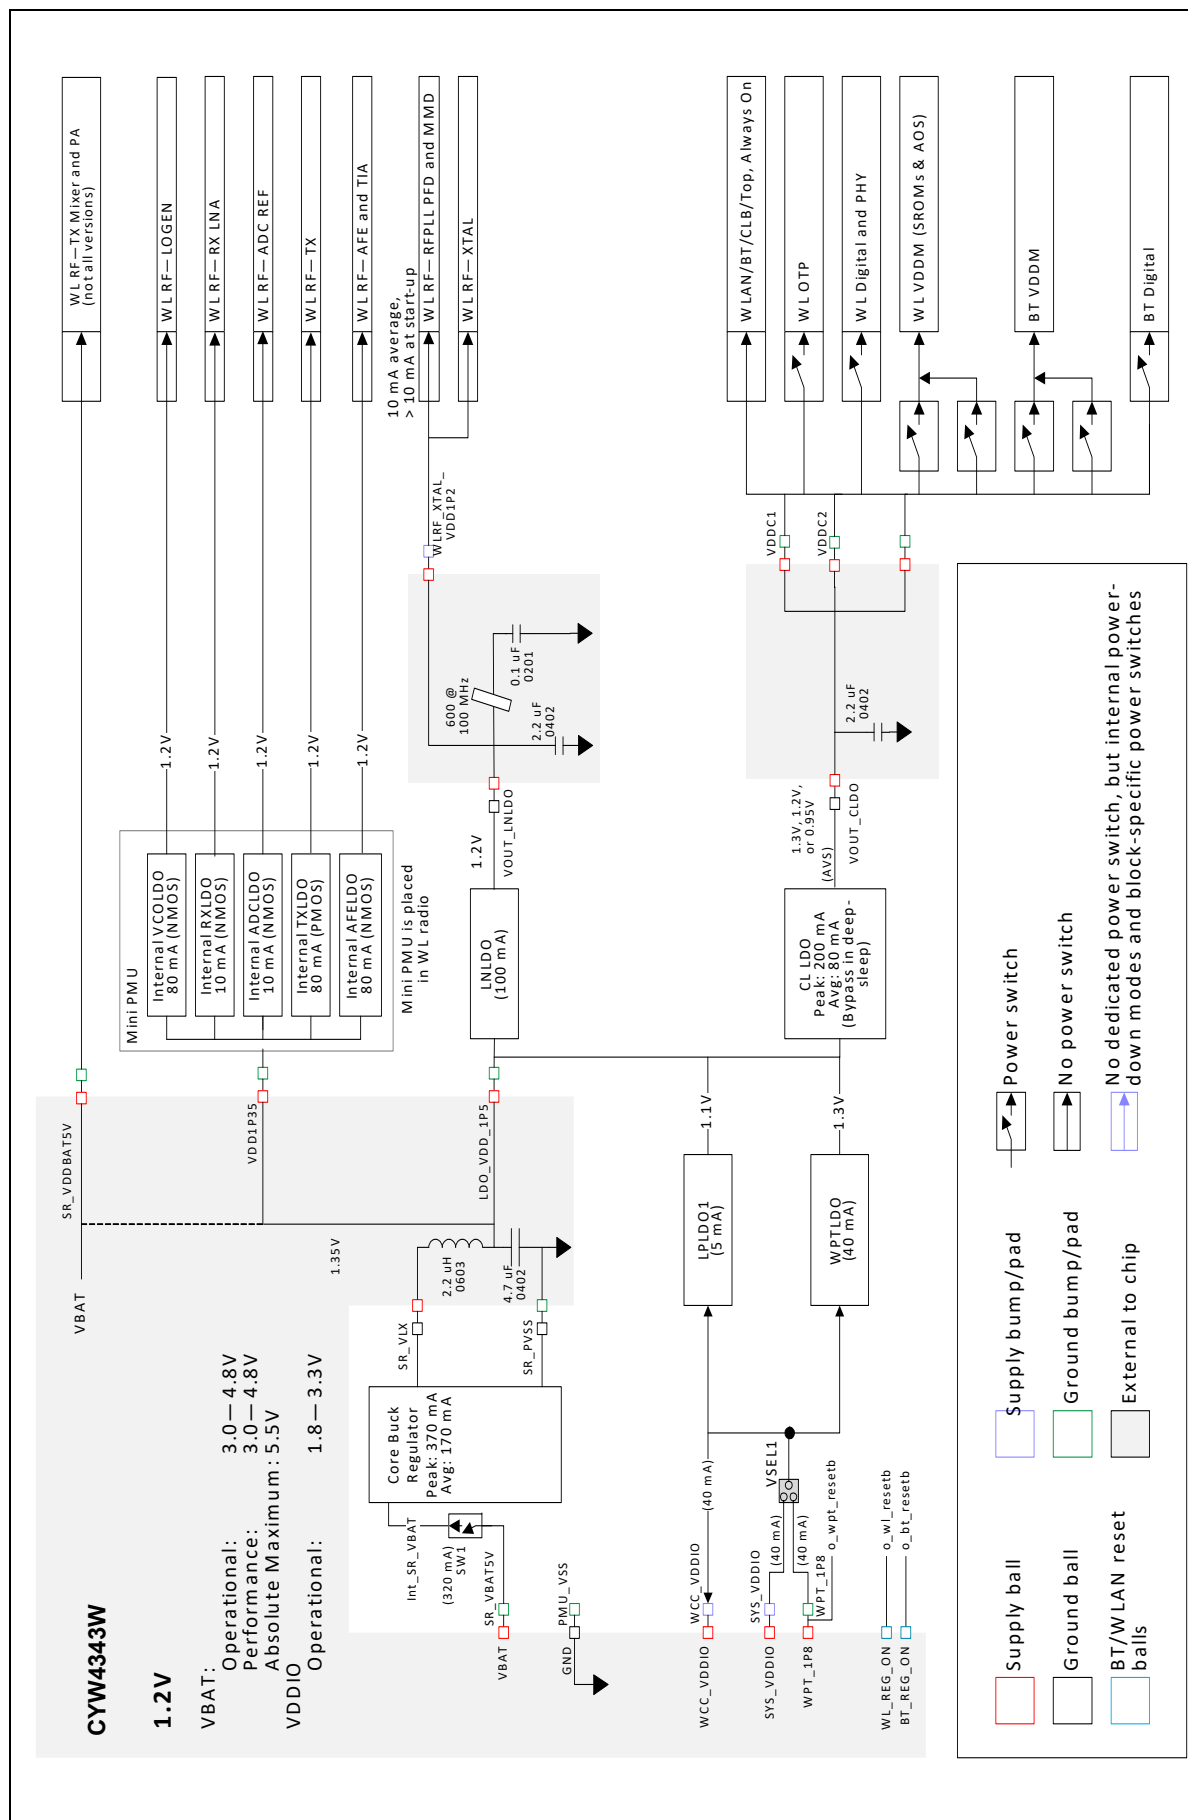 CYW4343W
1.2V
VBAT:
Operational: 3.0—4.8V
Performance: 3.0—4.8V
Absolute Maximum: 5.5V
VDDIO
Operational: 1.8—3.3V
VBAT
SR_VDDBAT5V
1.35V
VDD1P35
LDO_VDD_1P5
2.2 uH
0603
4.7 uF
0402
SR_VLX
SR_PVSS
Core Buck
Regulator
Peak: 370 mA
Avg: 170 mA
Int_SR_VBAT
(320 mA)
SW1
SR_VBAT5V
VBAT
PMU_VSS
GND
WCC_VDDIO
WCC_VDDIO
(40 mA)
SYS_VDDIO
SYS_VDDIO
(40 mA)
WPT_1P8
WPT_1P8
(40 mA)
VSEL1
o_wpt_resetb
WL_REG_ON
o_wl_resetb
BT_REG_ON
o_bt_resetb
LPLDO1
(5 mA)
1.1V
WPTLDO
(40 mA)
1.3V
Mini PMU
Internal VCOLDO
80 mA (NMOS)
Internal RXLDO
10 mA (NMOS)
Internal ADCLDO
10 mA (NMOS)
Internal TXLDO
80 mA (PMOS)
Internal AFELDO
80 mA (NMOS)
Mini PMU is placed
in WL radio
1.2V
1.2V
1.2V
1.2V
1.2V
WL RF—TX Mixer and PA
(not all versions)
WL RF—LOGEN
WL RF—RX LNA
WL RF—ADC REF
WL RF—TX
WL RF—AFE and TIA
10 mA average,
> 10 mA at start-up
WL RF—RFPLL PFD and MMD
WL RF—XTAL
LNLDO
(100 mA)
1.2V
VOUT_LNLDO
600 @
100 MHz
2.2 uF
0402
0.1 uF
0201
WLRF_XTAL_
VDD1P2
CL LDO
Peak: 200 mA
Avg: 80 mA
(Bypass in deep-
sleep)
1.3V, 1.2V,
or 0.95V
(AVS)
VOUT_CLDO
2.2 uF
0402
VDDC1
VDDC2
WLAN/BT/CLB/Top, Always On
WL OTP
WL Digital and PHY
WL VDDM (SROMs & AOS)
BT VDDM
BT Digital
Supply ball
Ground ball
BT/WLAN reset
balls
Supply bump/pad
Ground bump/pad
External to chip
Power switch
No power switch
No dedicated power switch, but internal power-
down modes and block-specific power switches